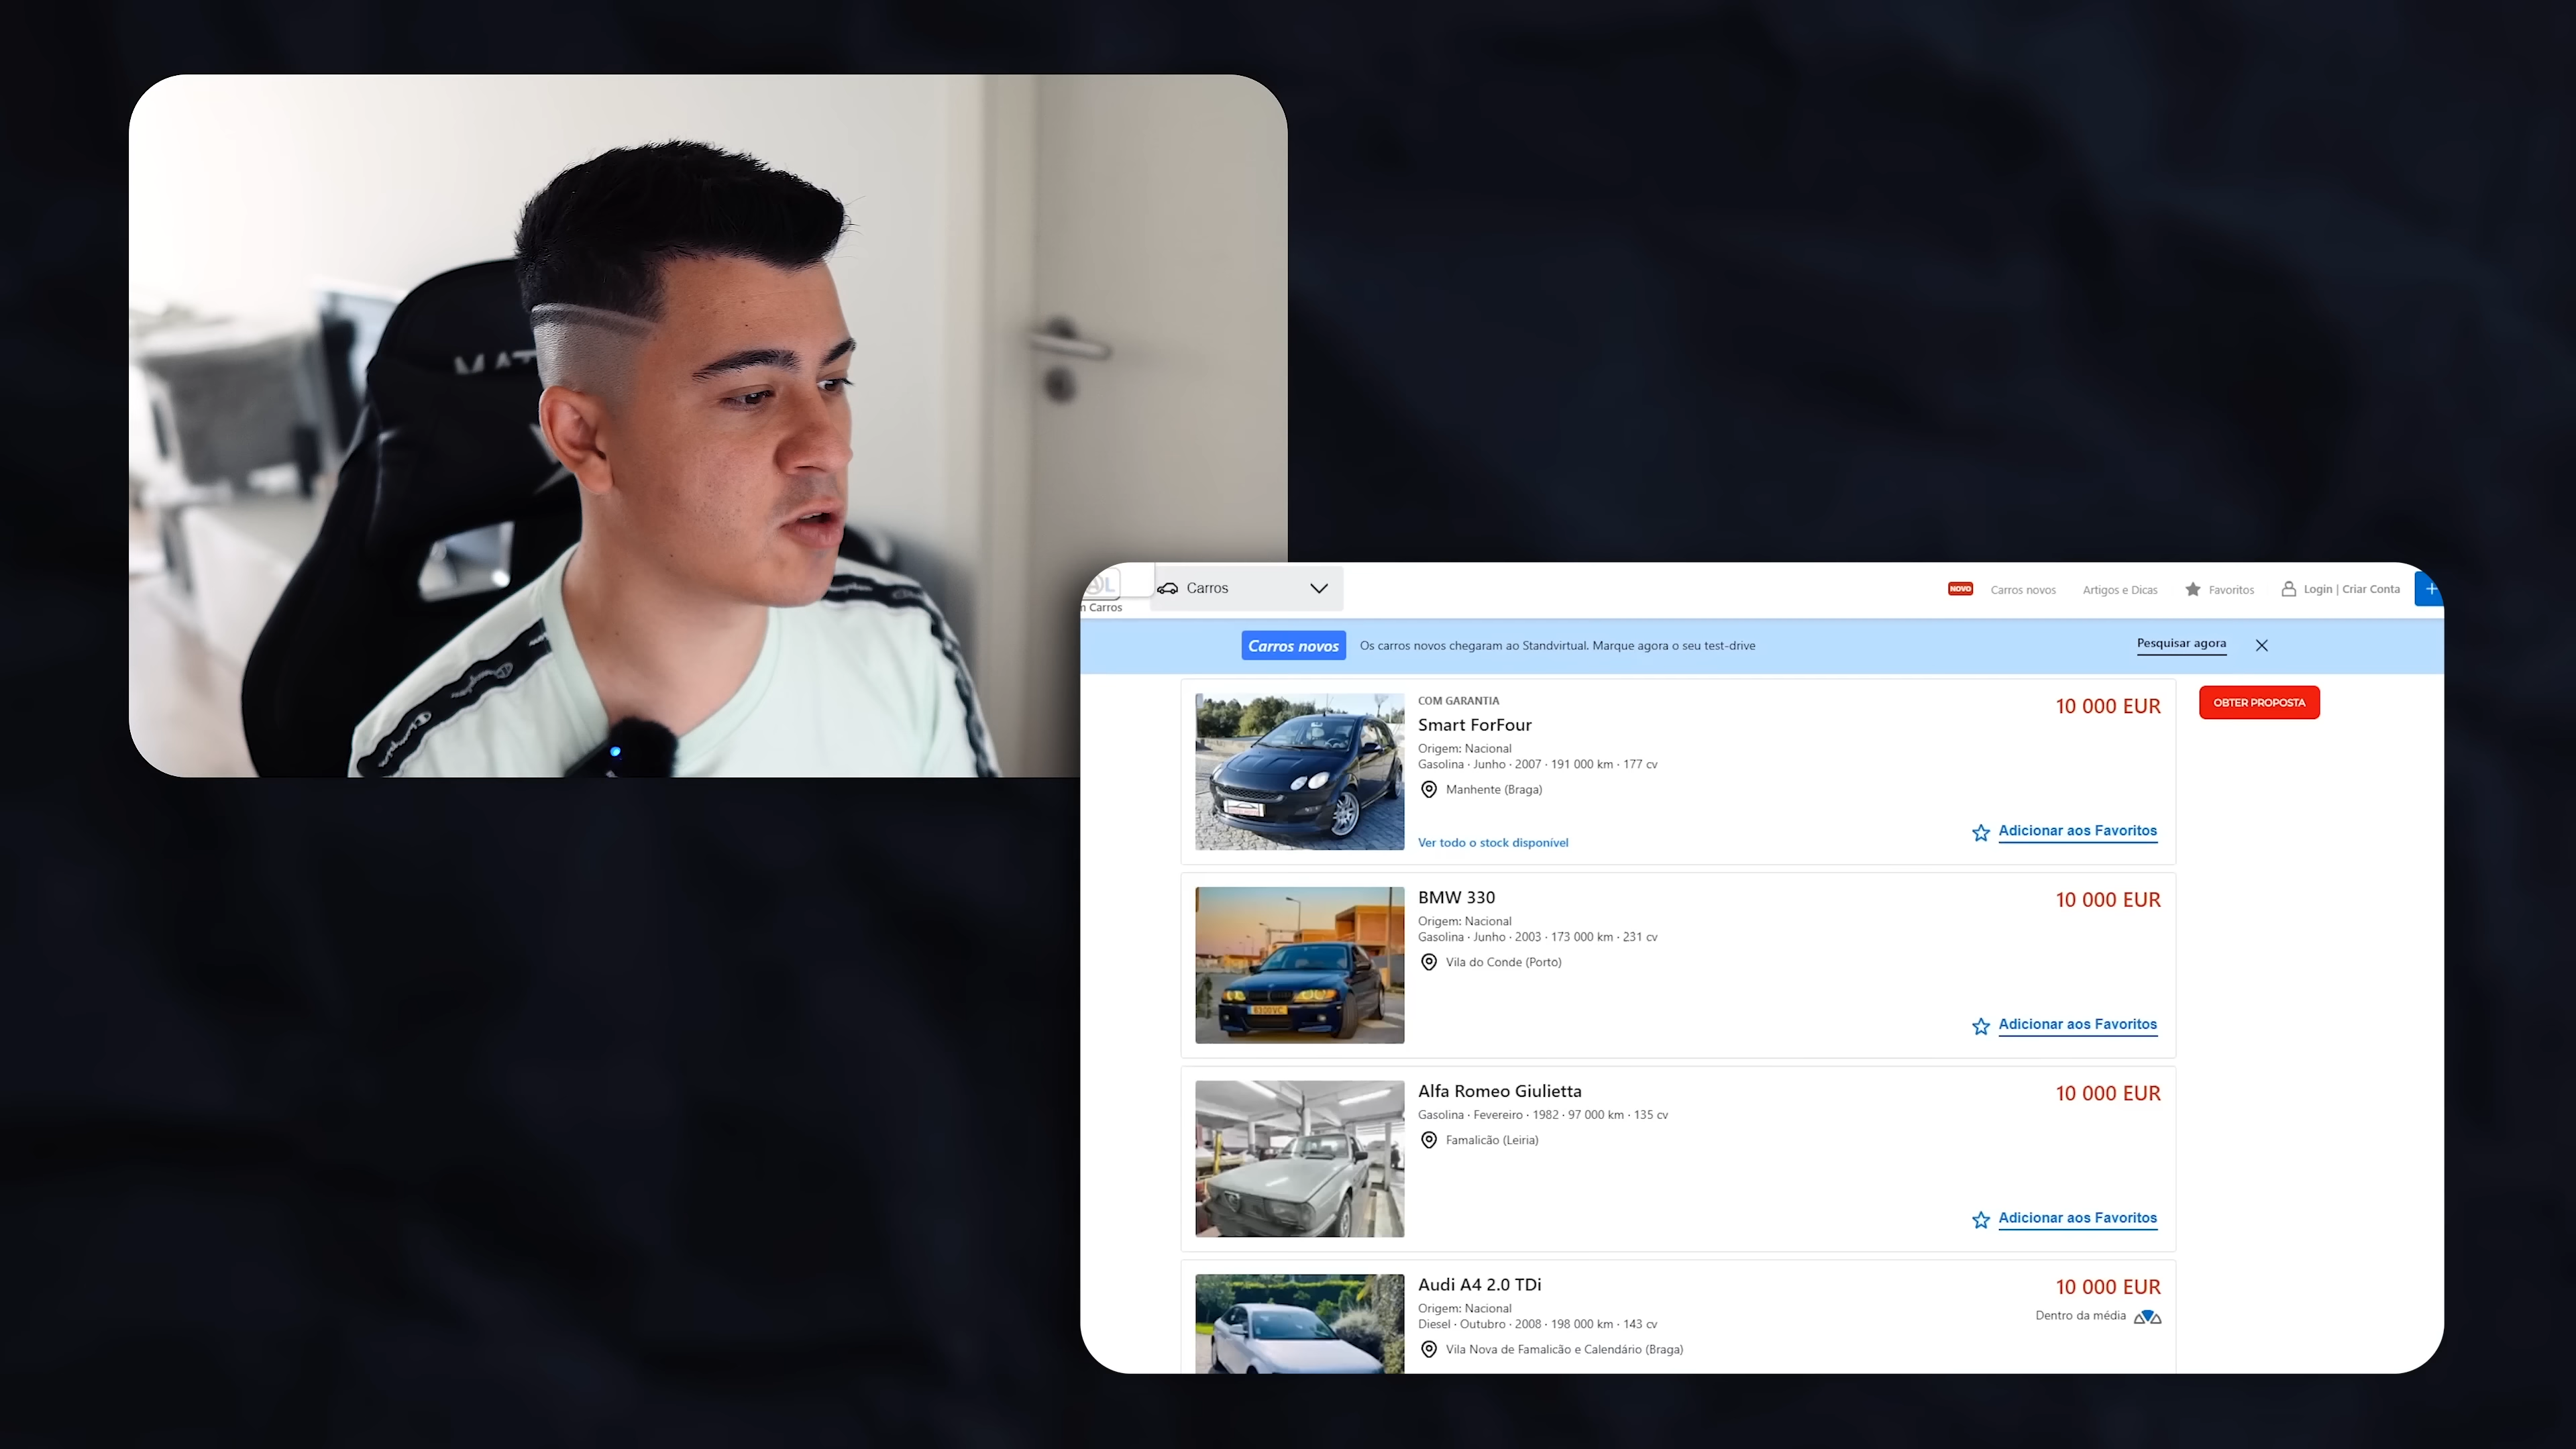 MA
Carros
n Carros
NOVO
Carros novos
Artigos e Dicas
Favoritos
Login | Criar Conta
+
Carros novos
Os carros novos chegaram ao Standvirtual. Marque agora o seu test-drive
Pesquisar agora
COM GARANTIA
Smart ForFour
Origem: Nacional
Gasolina · Junho · 2007 · 191 000 km · 177 cv
Manhente (Braga)
Ver todo o stock disponível
10 000 EUR
Adicionar aos Favoritos
OBTER PROPOSTA
BMW 330
Origem: Nacional
Gasolina · Junho · 2003 · 173 000 km · 231 cv
Vila do Conde (Porto)
10 000 EUR
Adicionar aos Favoritos
Alfa Romeo Giulietta
Gasolina · Fevereiro · 1982 · 97 000 km · 135 cv
Famalicão (Leiria)
10 000 EUR
Adicionar aos Favoritos
Audi A4 2.0 TDi
Origem: Nacional
Diesel · Outubro · 2008 · 198 000 km · 143 cv
Vila Nova de Famalicão e Calendário (Braga)
10 000 EUR
Dentro da média